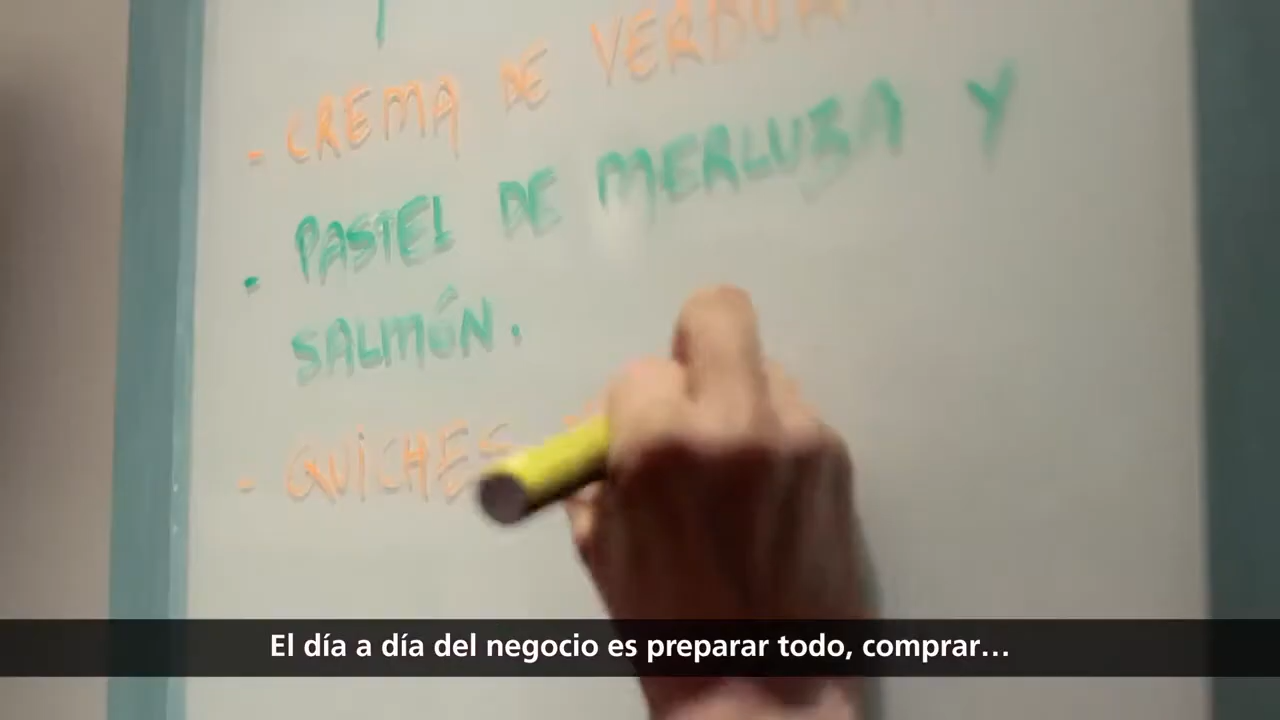 - CREMA DE
- PASTEL DE MERLUZA Y
SALMÓN.
- QUICHES
El día a día del negocio es preparar todo, comprar...